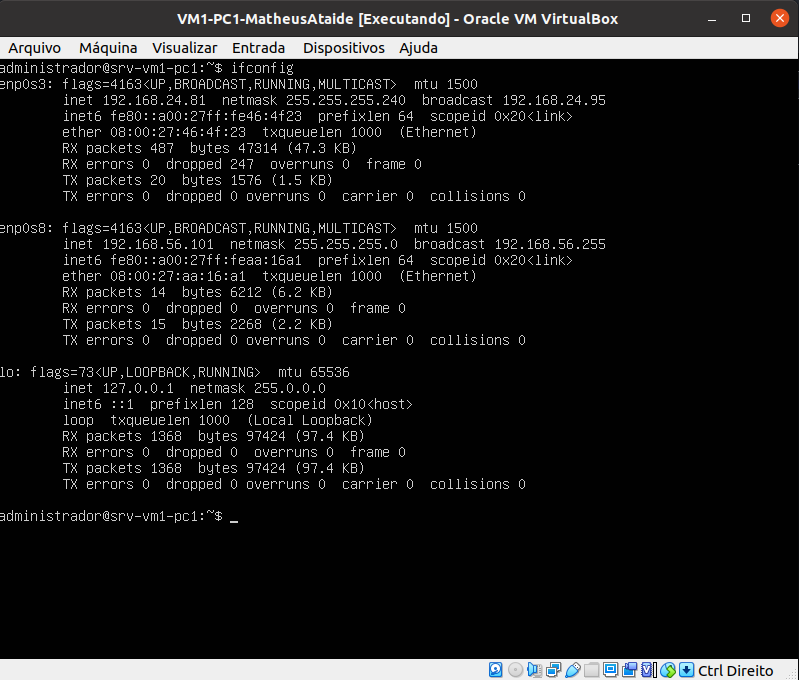 VM1-PC1-MatheusAtaide [Executando] - Oracle VM VirtualBox
Arquivo Máquina Visualizar Entrada Dispositivos Ajuda
administrador@srv-vm1-pc1:~$ ifconfig
enp0s3: flags=4163<UP,BROADCAST,RUNNING,MULTICAST>  mtu 1500
        inet 192.168.24.81  netmask 255.255.255.240  broadcast 192.168.24.95
        inet6 fe80::a00:27ff:fe46:4f23  prefixlen 64  scopeid 0x20<link>
        ether 08:00:27:46:4f:23  txqueuelen 1000  (Ethernet)
        RX packets 487  bytes 47314 (47.3 KB)
        RX errors 0  dropped 247  overruns 0  frame 0
        TX packets 20  bytes 1576 (1.5 KB)
        TX errors 0  dropped 0 overruns 0  carrier 0  collisions 0
enp0s8: flags=4163<UP,BROADCAST,RUNNING,MULTICAST>  mtu 1500
        inet 192.168.56.101  netmask 255.255.255.0  broadcast 192.168.56.255
        inet6 fe80::a00:27ff:feaa:16a1  prefixlen 64  scopeid 0x20<link>
        ether 08:00:27:aa:16:a1  txqueuelen 1000  (Ethernet)
        RX packets 14  bytes 6212 (6.2 KB)
        RX errors 0  dropped 0  overruns 0  frame 0
        TX packets 15  bytes 2268 (2.2 KB)
        TX errors 0  dropped 0 overruns 0  carrier 0  collisions 0
lo: flags=73<UP,LOOPBACK,RUNNING>  mtu 65536
        inet 127.0.0.1  netmask 255.0.0.0
        inet6 ::1  prefixlen 128  scopeid 0x10<host>
        loop  txqueuelen 1000  (Local Loopback)
        RX packets 1368  bytes 97424 (97.4 KB)
        RX errors 0  dropped 0  overruns 0  frame 0
        TX packets 1368  bytes 97424 (97.4 KB)
        TX errors 0  dropped 0 overruns 0  carrier 0  collisions 0
administrador@srv-vm1-pc1:~$ _
Ctrl Direito